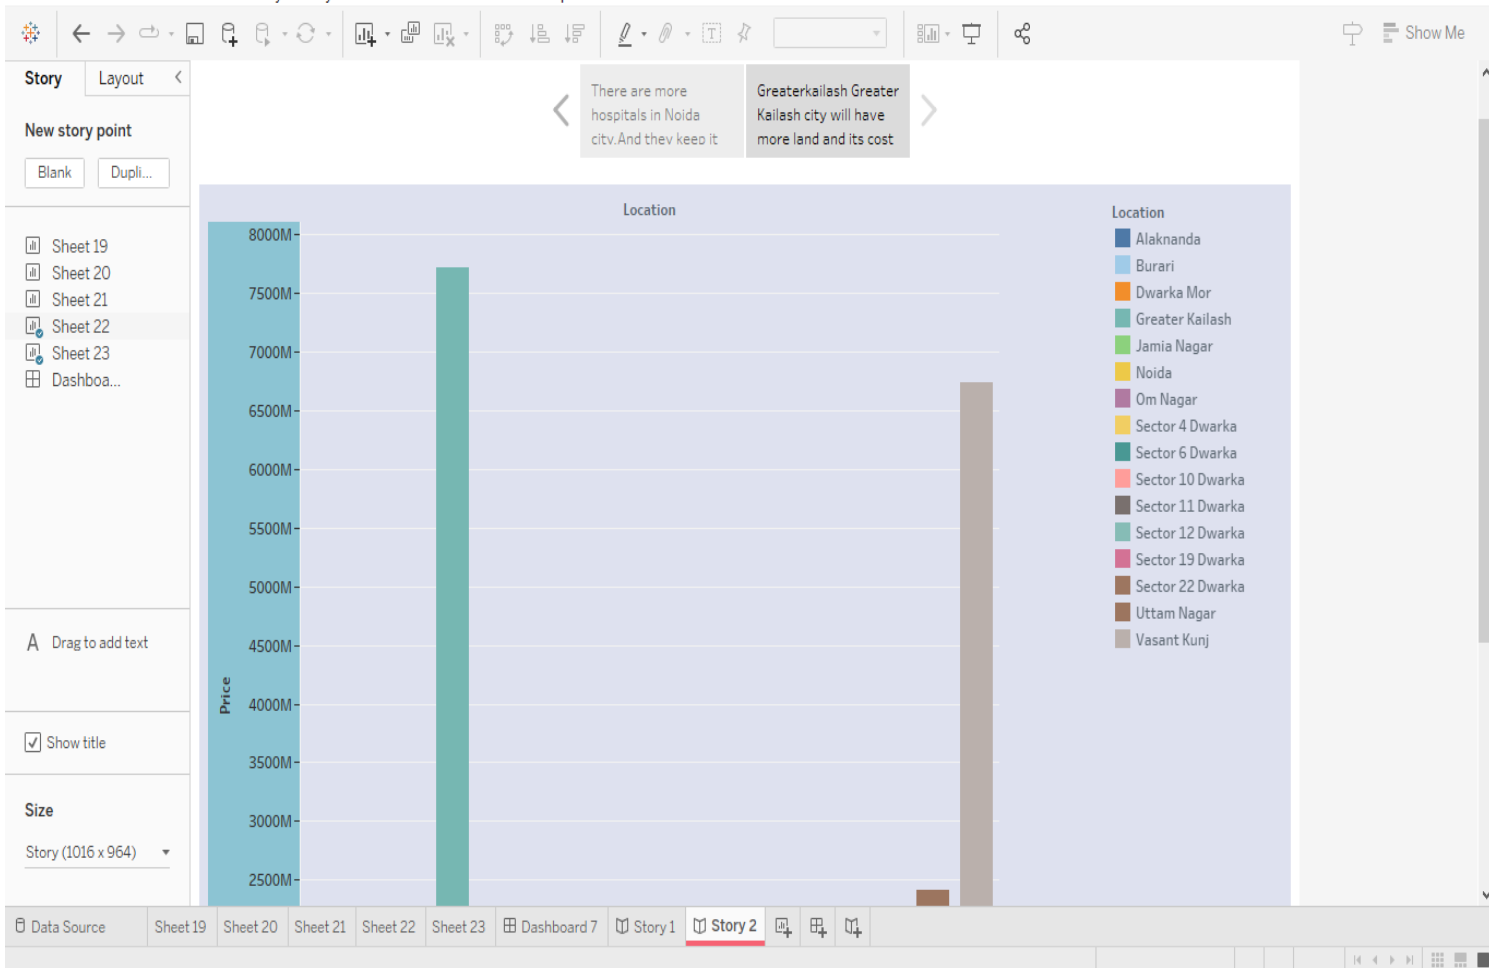 Show Me
Story
Layout
New story point
Blank
Dupli...
Sheet 19
Sheet 20
Sheet 21
Sheet 22
Sheet 23
Dashboa...
A Drag to add text
Show title
Size
Story (1016 x 964)
There are more
hospitals in Noida
city.And they keep it
Greaterkailash Greater
Kailash city will have
more land and its cost
Location
8000M
7500M
7000M
6500M
6000M
5500M
5000M
4500M
4000M
3500M
3000M
2500M
Price
Location
Alaknanda
Burari
Dwarka Mor
Greater Kailash
Jamia Nagar
Noida
Om Nagar
Sector 4 Dwarka
Sector 6 Dwarka
Sector 10 Dwarka
Sector 11 Dwarka
Sector 12 Dwarka
Sector 19 Dwarka
Sector 22 Dwarka
Uttam Nagar
Vasant Kunj
Data Source Sheet 19 Sheet 20 Sheet 21 Sheet 22 Sheet 23 Dashboard 7 Story 1 Story 2